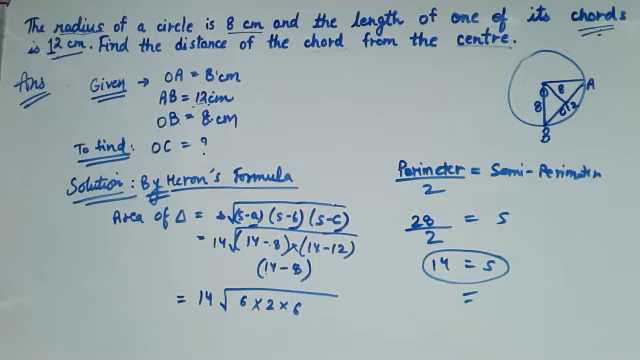 The radius of a circle is 8 cm and the length of one of its chords
is 12 cm. Find the distance of the chord from the centre.
Ans
Given → OA = 8 cm
AB = 12 cm
OB = 8 cm
To find: OC = ?
Solution: By Heron's Formula
Area of Δ = s√(s-a)(s-b)(s-c)
= 14√(14-8)×(14-12)
(14-8)
= 14√6×2×6
O 8 A
8 12
B
Perimeter/2 = Semi-Perimeter
28/2 = s
14 = s
=